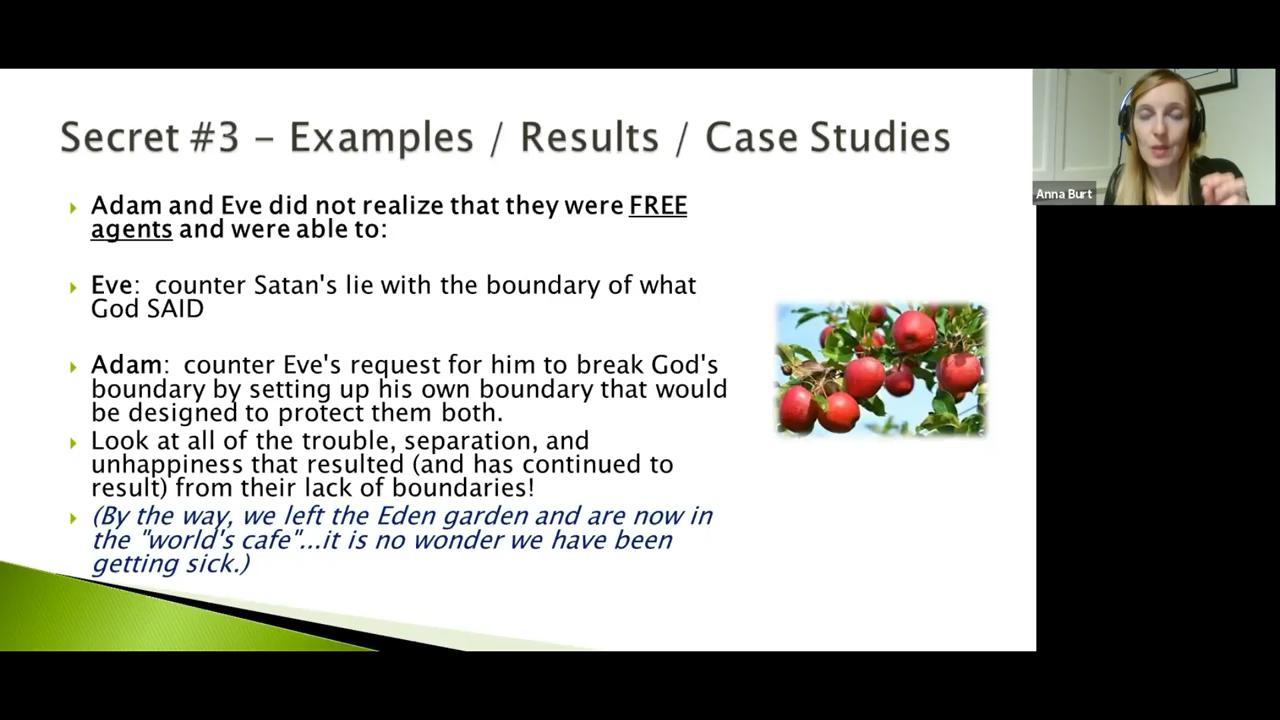 Secret #3 – Examples / Results / Case Studies
Adam and Eve did not realize that they were FREE
agents and were able to:
Eve:  counter Satan's lie with the boundary of what
God SAID
Adam:  counter Eve's request for him to break God's
boundary by setting up his own boundary that would
be designed to protect them both.
Look at all of the trouble, separation, and
unhappiness that resulted (and has continued to
result) from their lack of boundaries!
(By the way, we left the Eden garden and are now in
the "world's cafe"...it is no wonder we have been
getting sick.)
Anna Burt